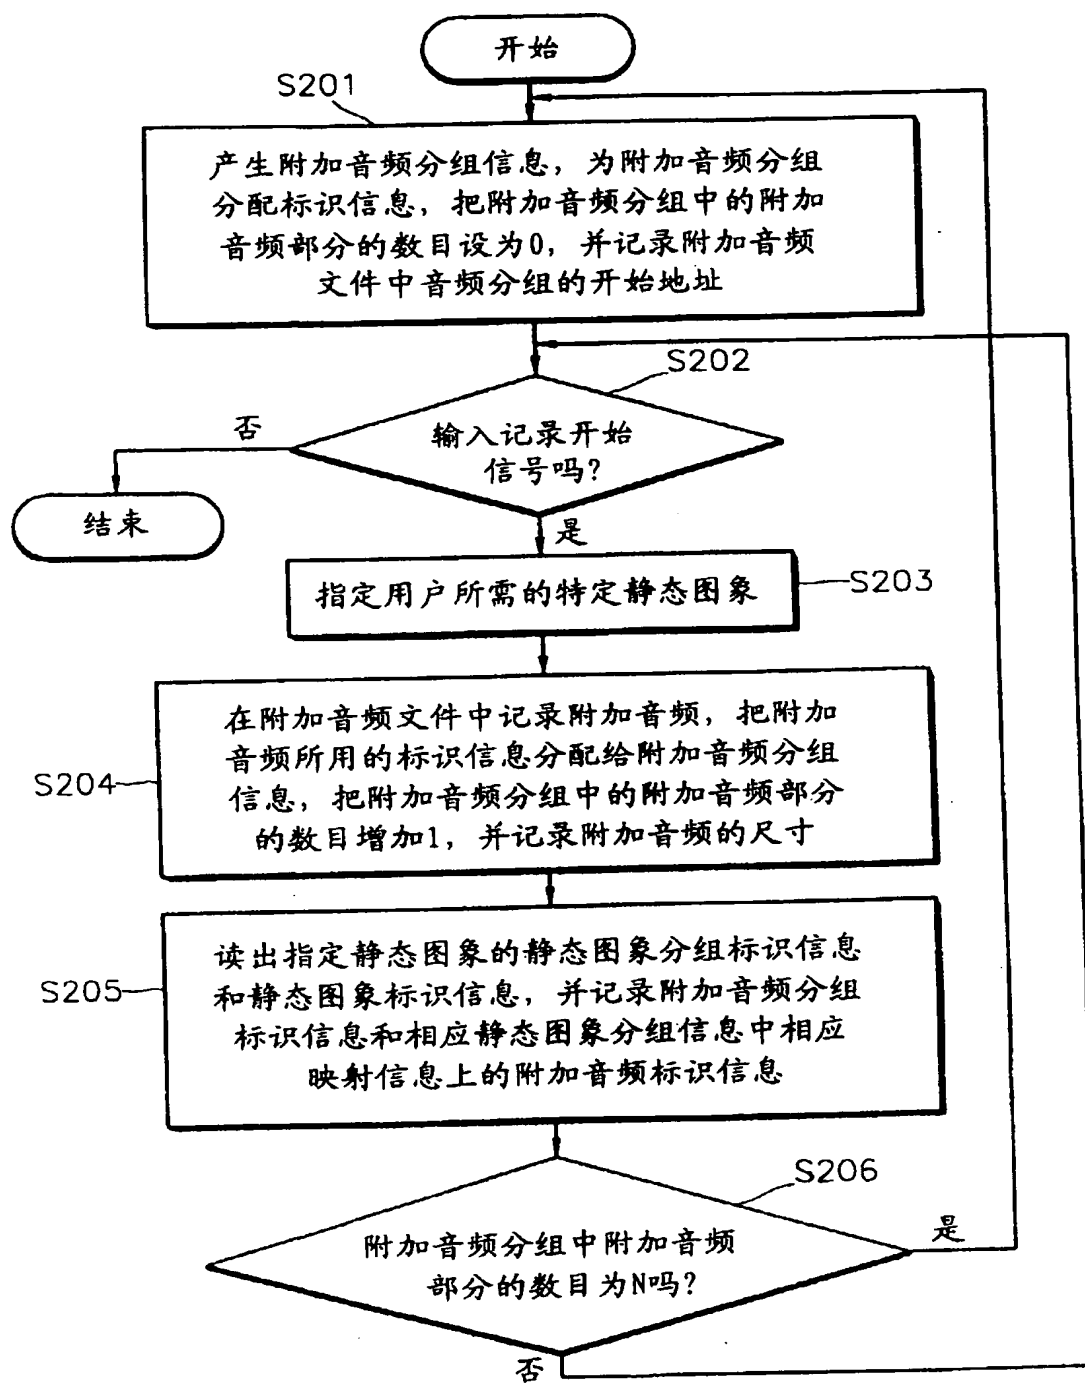 开始
S201
产生附加音频分组信息，为附加音频分组
分配标识信息，把附加音频分组中的附加
音频部分的数目设为0，并记录附加音频
文件中音频分组的开始地址
S202
否
输入记录开始
信号吗？
结束
是
指定用户所需的特定静态图象
S203
在附加音频文件中记录附加音频，把附加
音频所用的标识信息分配给附加音频分组
信息，把附加音频分组中的附加音频部分
的数目增加1，并记录附加音频的尺寸
S204
读出指定静态图象的静态图象分组标识信息
和静态图象标识信息，并记录附加音频分组
标识信息和相应静态图象分组信息中相应
映射信息上的附加音频标识信息
S205
S206
是
附加音频分组中附加音频
部分的数目为N吗？
否